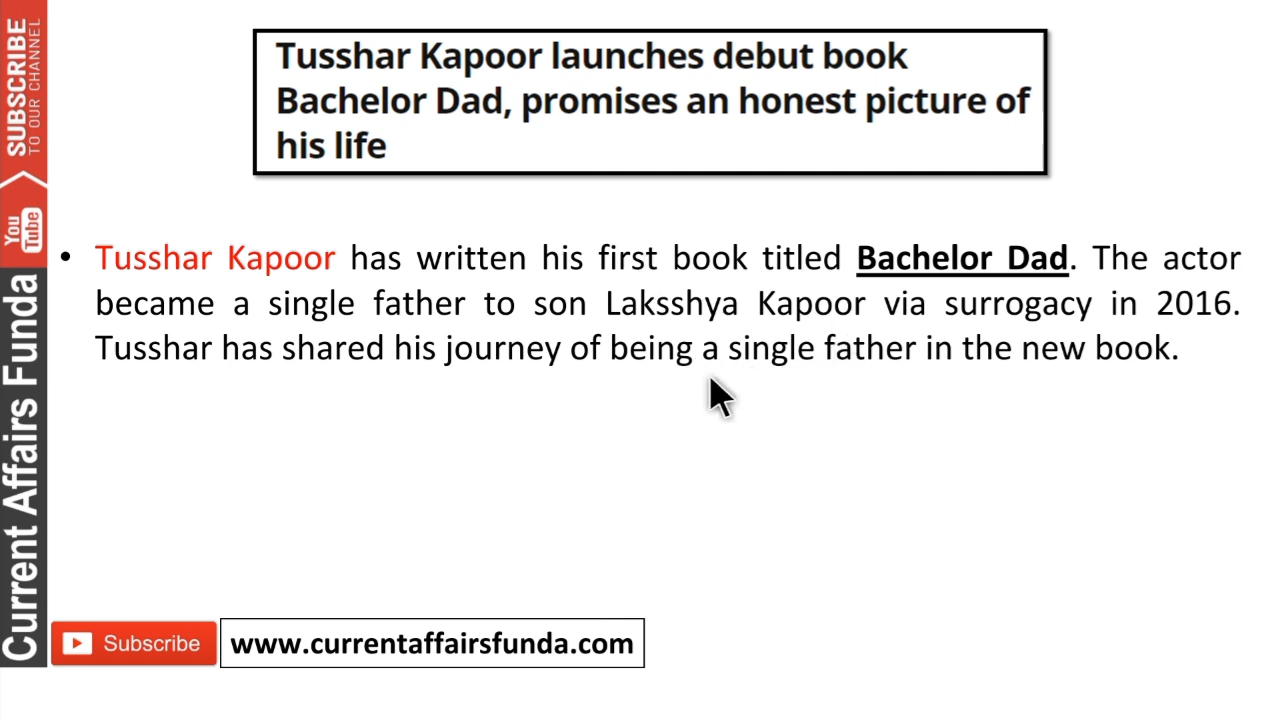 Tusshar Kapoor launches debut book
Bachelor Dad, promises an honest picture of
his life
• Tusshar Kapoor has written his first book titled Bachelor Dad. The actor
became a single father to son Laksshya Kapoor via surrogacy in 2016.
Tusshar has shared his journey of being a single father in the new book.
SUBSCRIBE
TO OUR CHANNEL
You
Tube
Current Affairs Funda
Subscribe
www.currentaffairsfunda.com